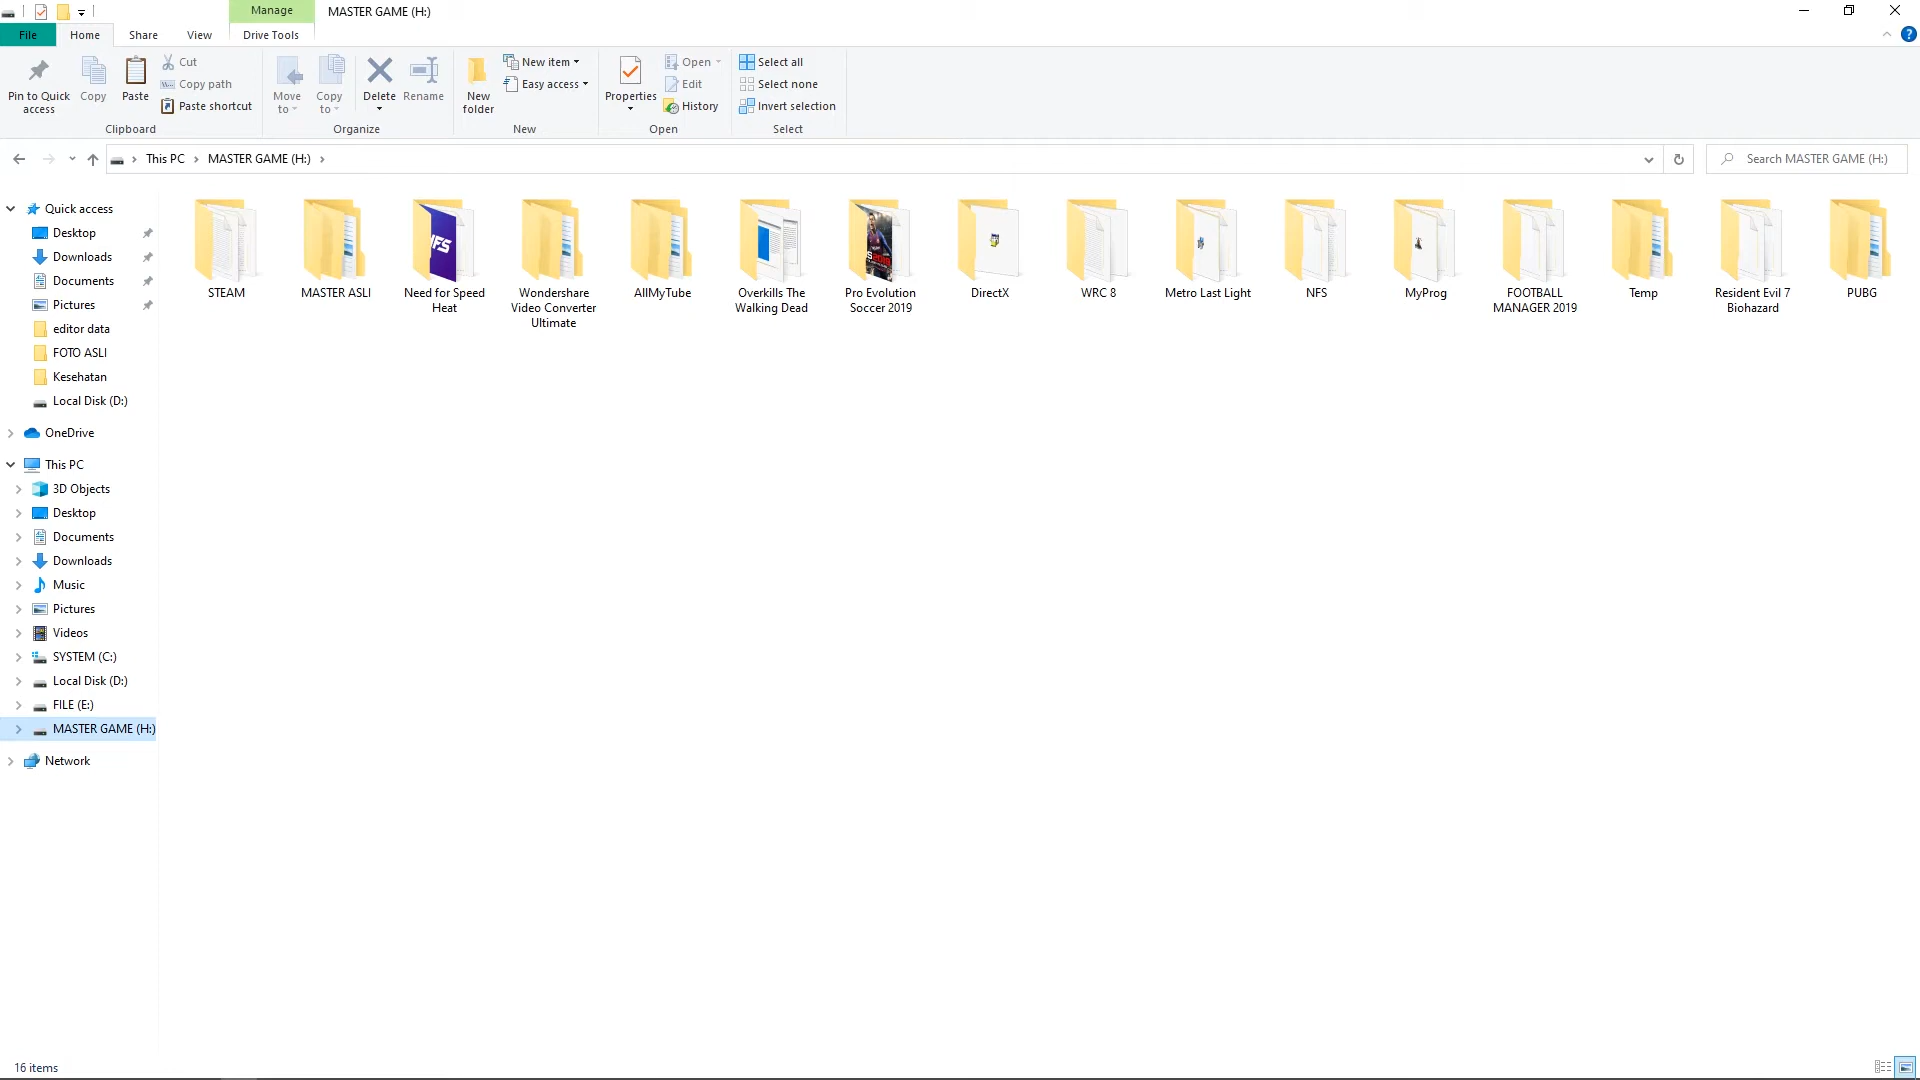 Manage
MASTER GAME (H:)
File
Home
Share
View
Drive Tools
Pin to Quick
access
Copy
Paste
Cut
Copy path
Paste shortcut
Clipboard
Move
to
Copy
to
Delete
Rename
Organize
New
folder
New item
Easy access
New
Properties
Open
Edit
History
Open
Select all
Select none
Invert selection
Select
This PC
MASTER GAME (H:)
Search MASTER GAME (H:)
Quick access
Desktop
Downloads
Documents
Pictures
editor data
FOTO ASLI
Kesehatan
Local Disk (D:)
OneDrive
This PC
3D Objects
Desktop
Documents
Downloads
Music
Pictures
Videos
SYSTEM (C:)
Local Disk (D:)
FILE (E:)
MASTER GAME (H:)
Network
STEAM
MASTER ASLI
Need for Speed
Heat
Wondershare
Video Converter
Ultimate
AllMyTube
Overkills The
Walking Dead
Pro Evolution
Soccer 2019
DirectX
WRC 8
Metro Last Light
NFS
MyProg
FOOTBALL
MANAGER 2019
Temp
Resident Evil 7
Biohazard
PUBG
16 items